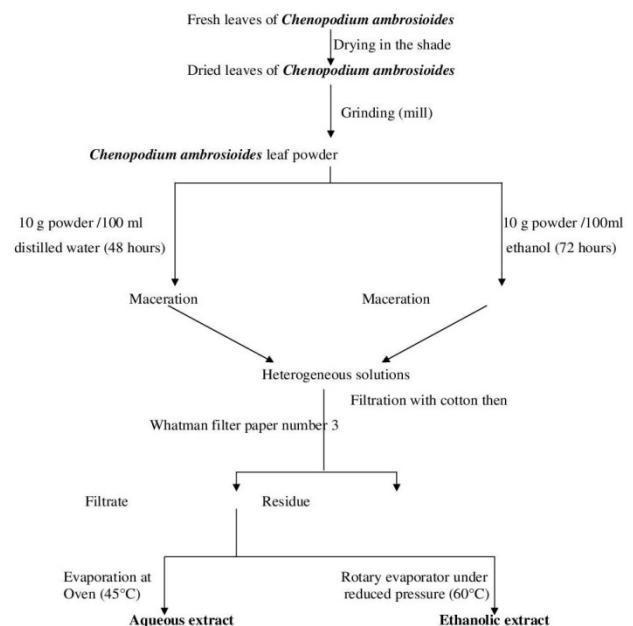 Fresh leaves of Chenopodium ambrosioides
Drying in the shade
Dried leaves of Chenopodium ambrosioides
Grinding (mill)
Chenopodium ambrosioides leaf powder
10 g powder /100 ml
distilled water (48 hours)
10 g powder /100ml
ethanol (72 hours)
Maceration
Maceration
Heterogeneous solutions
Filtration with cotton then
Whatman filter paper number 3
Filtrate
Residue
Evaporation at
Oven (45°C)
Rotary evaporator under
reduced pressure (60°C)
Aqueous extract
Ethanolic extract